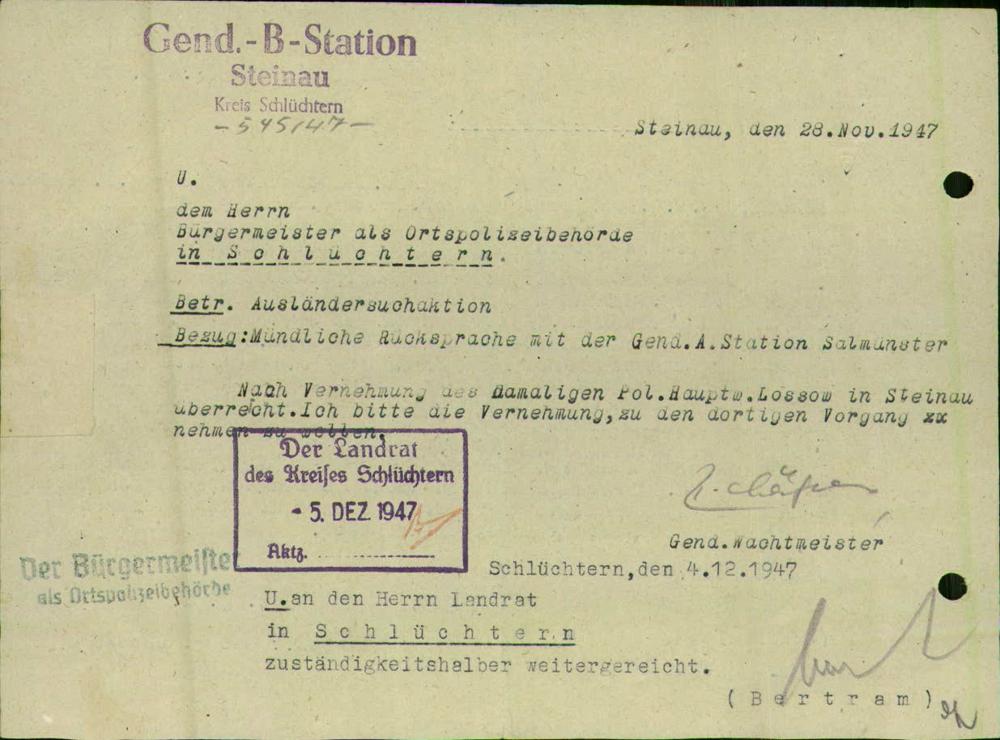 Gend.-B-Station
Steinau
Kreis Schlüchtern
- 545/47 -
Steinau, den 28.Nov.1947
U.
dem Herrn
Bürgermeister als Ortspolizeibehörde
in S c h l ü c h t e r n .
Betr. Ausländersuchaktion
Bezug:Mündliche Rücksprache mit der Gend.A.Station Salmünster
Nach Vernehmung des damaligen Pol.Hauptw.Lossow in Steinau
überreicht.Ich bitte die Vernehmung,zu den dortigen Vorgang xx
nehmen zu wollen.
Der Landrat
des Kreises Schlüchtern
- 5. DEZ. 1947
Aktz. ..............
Gend.Wachtmeister
Der Bürgermeister
als Ortspolizeibehörde
Schlüchtern,den 4.12.1947
U.an den Herrn Landrat
in S c h l ü c h t e r n
zuständigkeitshalber weitergereicht.
( B e r t r a m )